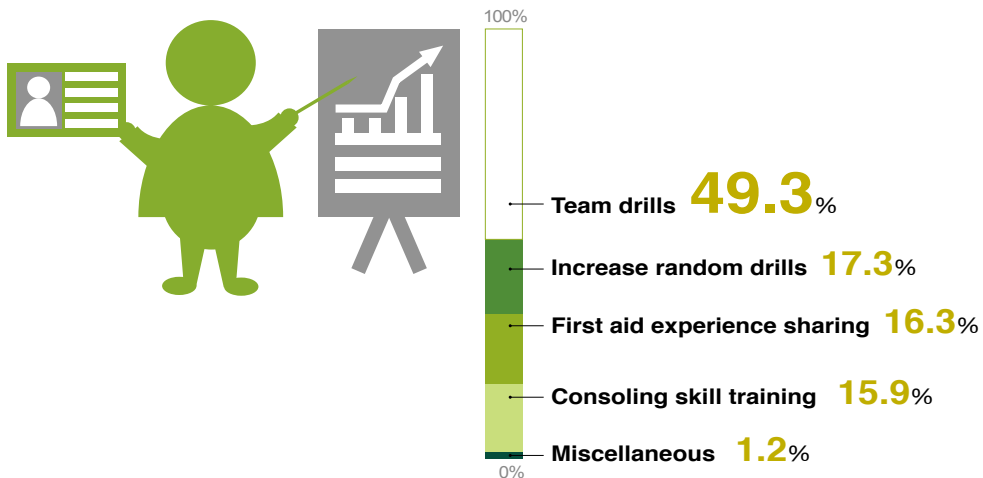 100%
Team drills 49.3%
Increase random drills 17.3%
First aid experience sharing 16.3%
Consoling skill training 15.9%
Miscellaneous 1.2%
0%